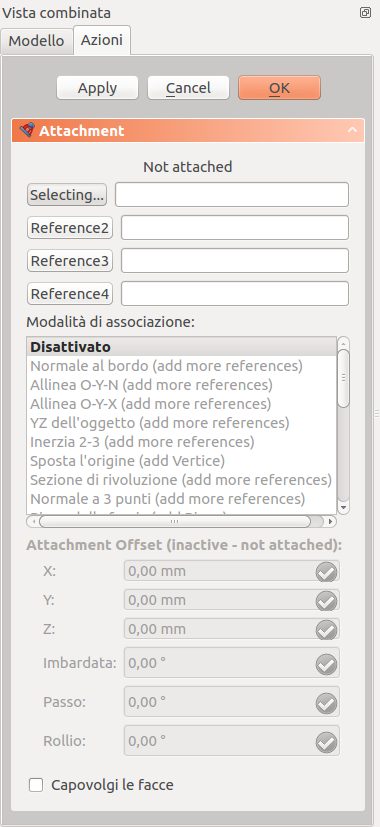 Vista combinata
Modello
Azioni
Apply
Cancel
OK
Attachment
Not attached
Selecting...
Reference2
Reference3
Reference4
Modalità di associazione:
Disattivato
Normale al bordo (add more references)
Allinea O-Y-N (add more references)
Allinea O-Y-X (add more references)
YZ dell'oggetto (add more references)
Inerzia 2-3 (add more references)
Sposta l'origine (add Vertice)
Sezione di rivoluzione (add more references)
Normale a 3 punti (add more references)
Attachment Offset (inactive - not attached):
X: 0,00 mm
Y: 0,00 mm
Z: 0,00 mm
Imbardata: 0,00 °
Passo: 0,00 °
Rollio: 0,00 °
Capovolgi le facce